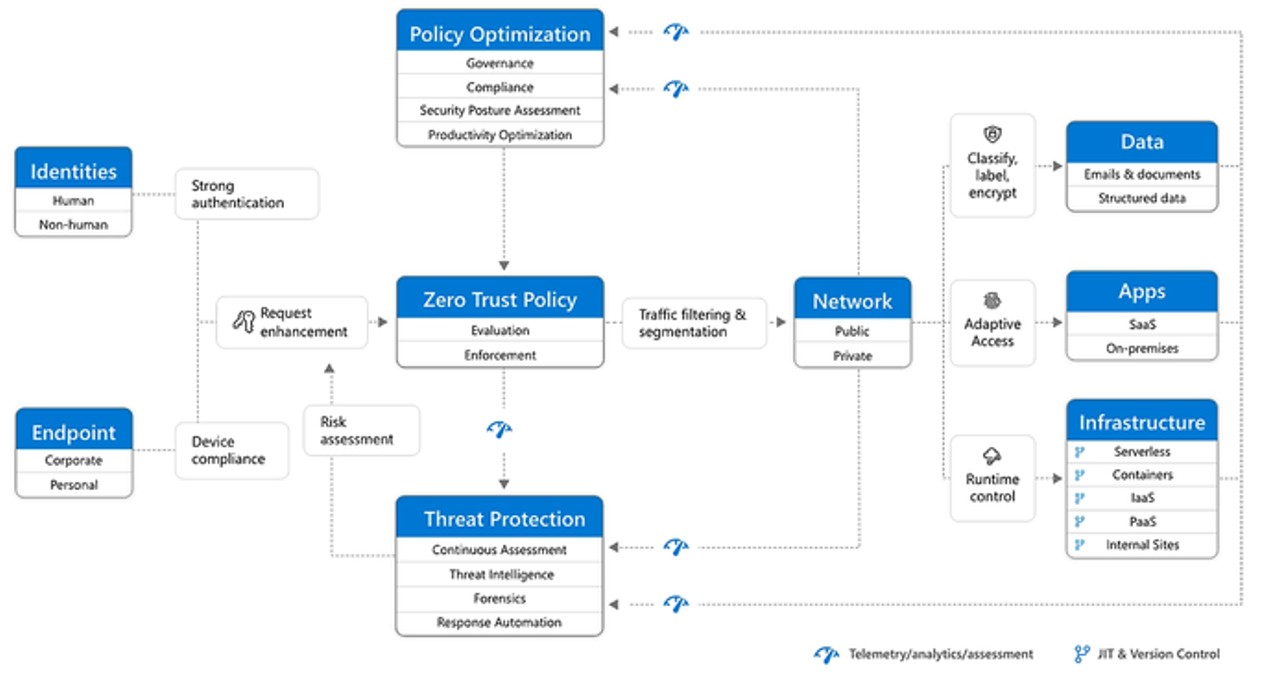 Policy Optimization
Governance
Compliance
Security Posture Assessment
Productivity Optimization
Identities
Human
Non-human
Strong
authentication
Endpoint
Corporate
Personal
Device
compliance
Request
enhancement
Risk
assessment
Zero Trust Policy
Evaluation
Enforcement
Threat Protection
Continuous Assessment
Threat Intelligence
Forensics
Response Automation
Traffic filtering &
segmentation
Network
Public
Private
Classify,
label,
encrypt
Data
Emails & documents
Structured data
Adaptive
Access
Apps
SaaS
On-premises
Runtime
control
Infrastructure
Serverless
Containers
IaaS
PaaS
Internal Sites
Telemetry/analytics/assessment
JIT & Version Control